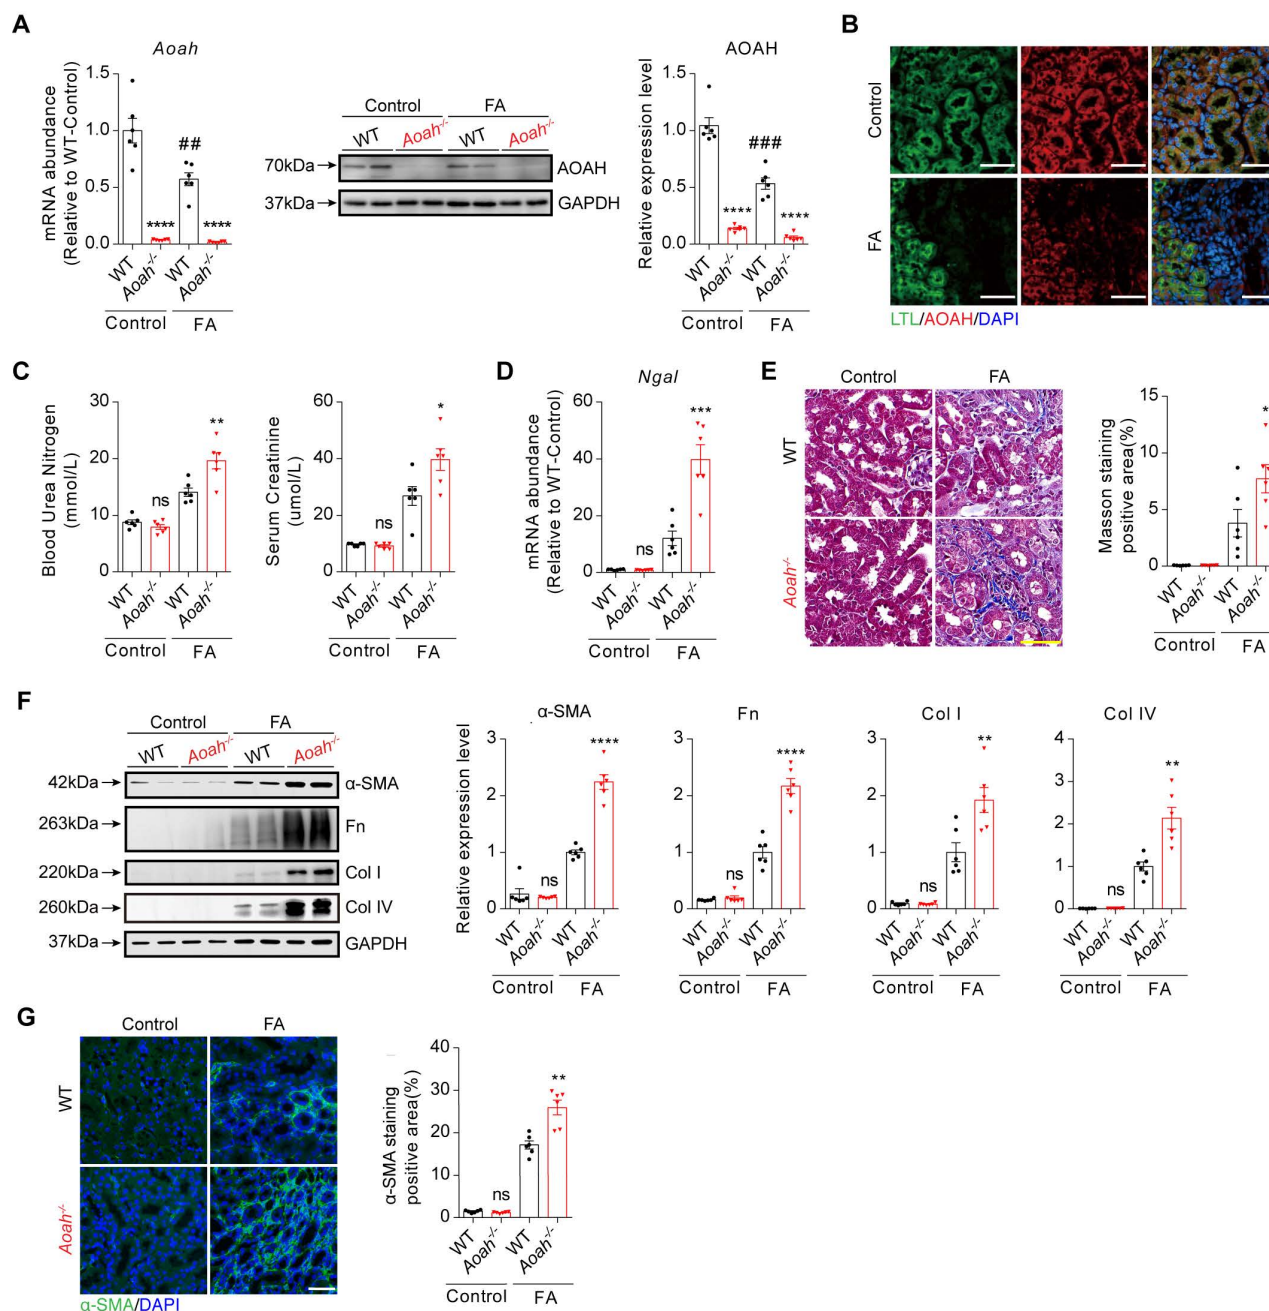 A
Aoah
mRNA abundance
(Relative to WT-Control)
1.5
1.0
0.5
0.0
##
****
****
WT
Aoah-/-
WT
Aoah-/-
Control
FA
Control
FA
WT
Aoah-/-
WT
Aoah-/-
70kDa
AOAH
37kDa
GAPDH
AOAH
Relative expression level
1.5
1.0
0.5
0.0
****
###
****
WT
Aoah-/-
WT
Aoah-/-
Control
FA
B
Control
FA
LTL/AOAH/DAPI
C
Blood Urea Nitrogen
(mmol/L)
30
20
10
0
ns
**
WT
Aoah-/-
WT
Aoah-/-
Control
FA
Serum Creatinine
(umol/L)
60
40
20
0
ns
*
WT
Aoah-/-
WT
Aoah-/-
Control
FA
D
Ngal
mRNA abundance
(Relative to WT-Control)
60
40
20
0
ns
***
WT
Aoah-/-
WT
Aoah-/-
Control
FA
E
Control
FA
WT
Aoah-/-
Masson staining
positive area(%)
15
10
5
0
*
WT
Aoah-/-
WT
Aoah-/-
Control
FA
F
Control
FA
WT
Aoah-/-
WT
Aoah-/-
42kDa
α-SMA
263kDa
Fn
220kDa
Col I
260kDa
Col IV
37kDa
GAPDH
α-SMA
Relative expression level
3
2
1
0
ns
****
WT
Aoah-/-
WT
Aoah-/-
Control
FA
Fn
3
2
1
0
ns
****
WT
Aoah-/-
WT
Aoah-/-
Control
FA
Col I
3
2
1
0
ns
**
WT
Aoah-/-
WT
Aoah-/-
Control
FA
Col IV
4
3
2
1
0
ns
**
WT
Aoah-/-
WT
Aoah-/-
Control
FA
G
Control
FA
WT
Aoah-/-
α-SMA/DAPI
α-SMA staining
positive area(%)
40
30
20
10
0
ns
**
WT
Aoah-/-
WT
Aoah-/-
Control
FA